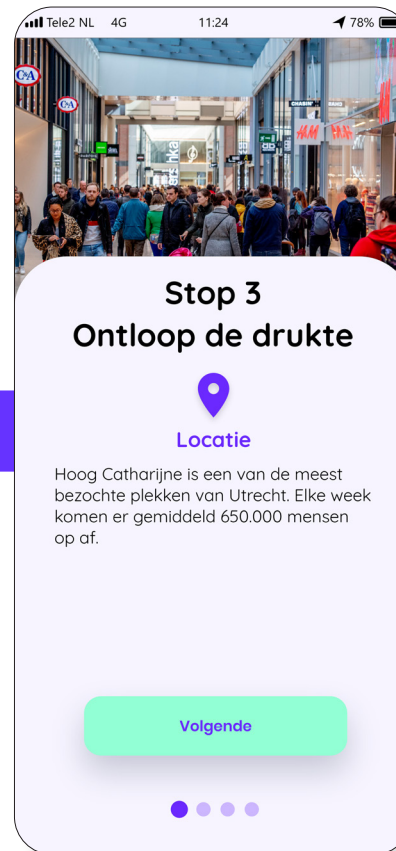 Tele2 NL 4G 11:24 78%
C&A
C&A
CHASIN'
H&M H&M
Stop 3
Ontloop de drukte
Locatie
Hoog Catharijne is een van de meest
bezochte plekken van Utrecht. Elke week
komen er gemiddeld 650.000 mensen
op af.
Volgende